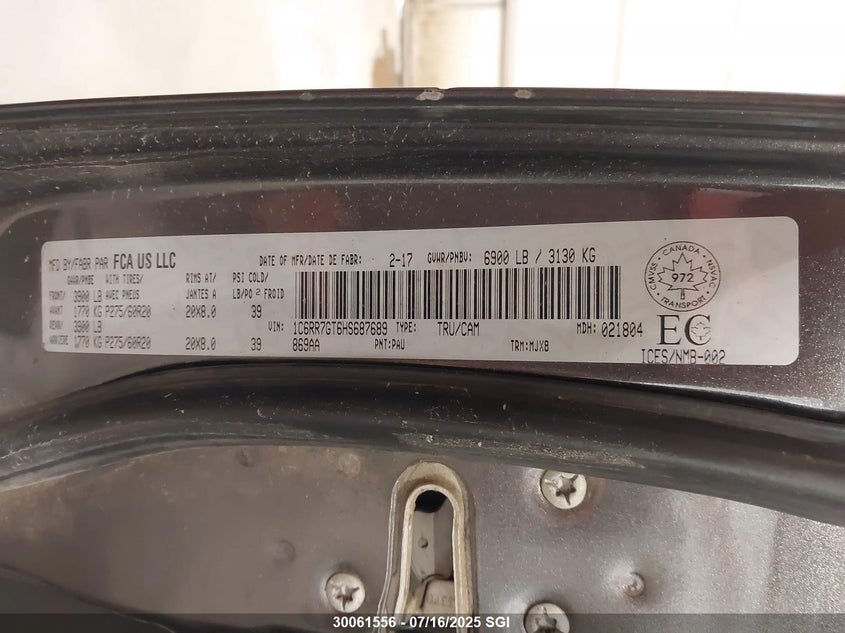 MFD BY/FABR PAR FCA US LLC
DATE OF MFR/DATE DE FABR: 2-17 GVWR/PNBV: 6900 LB / 3130 KG
GAWR/PNBE WITH TIRES/ RIMS AT/ PSI COLD/
FRONT/ 3900 LB AVEC PNEUS JANTES A LB/PO 2 FROID
AVANT 1770 KG P275/60R20 20X8.0 39
REAR/ 3900 LB
ARRIERE 1770 KG P275/60R20 20X8.0 39
VIN: 1C6RR7GT6HS687689 TYPE: TRU/CAM MDH: 021804
869AA PNT:PAU TRM:MJX8
CANADA
CMVSS 972 NSVAC
TRANSPORT
EC
ICES/NMB-002
30061556 - 07/16/2025 SGI